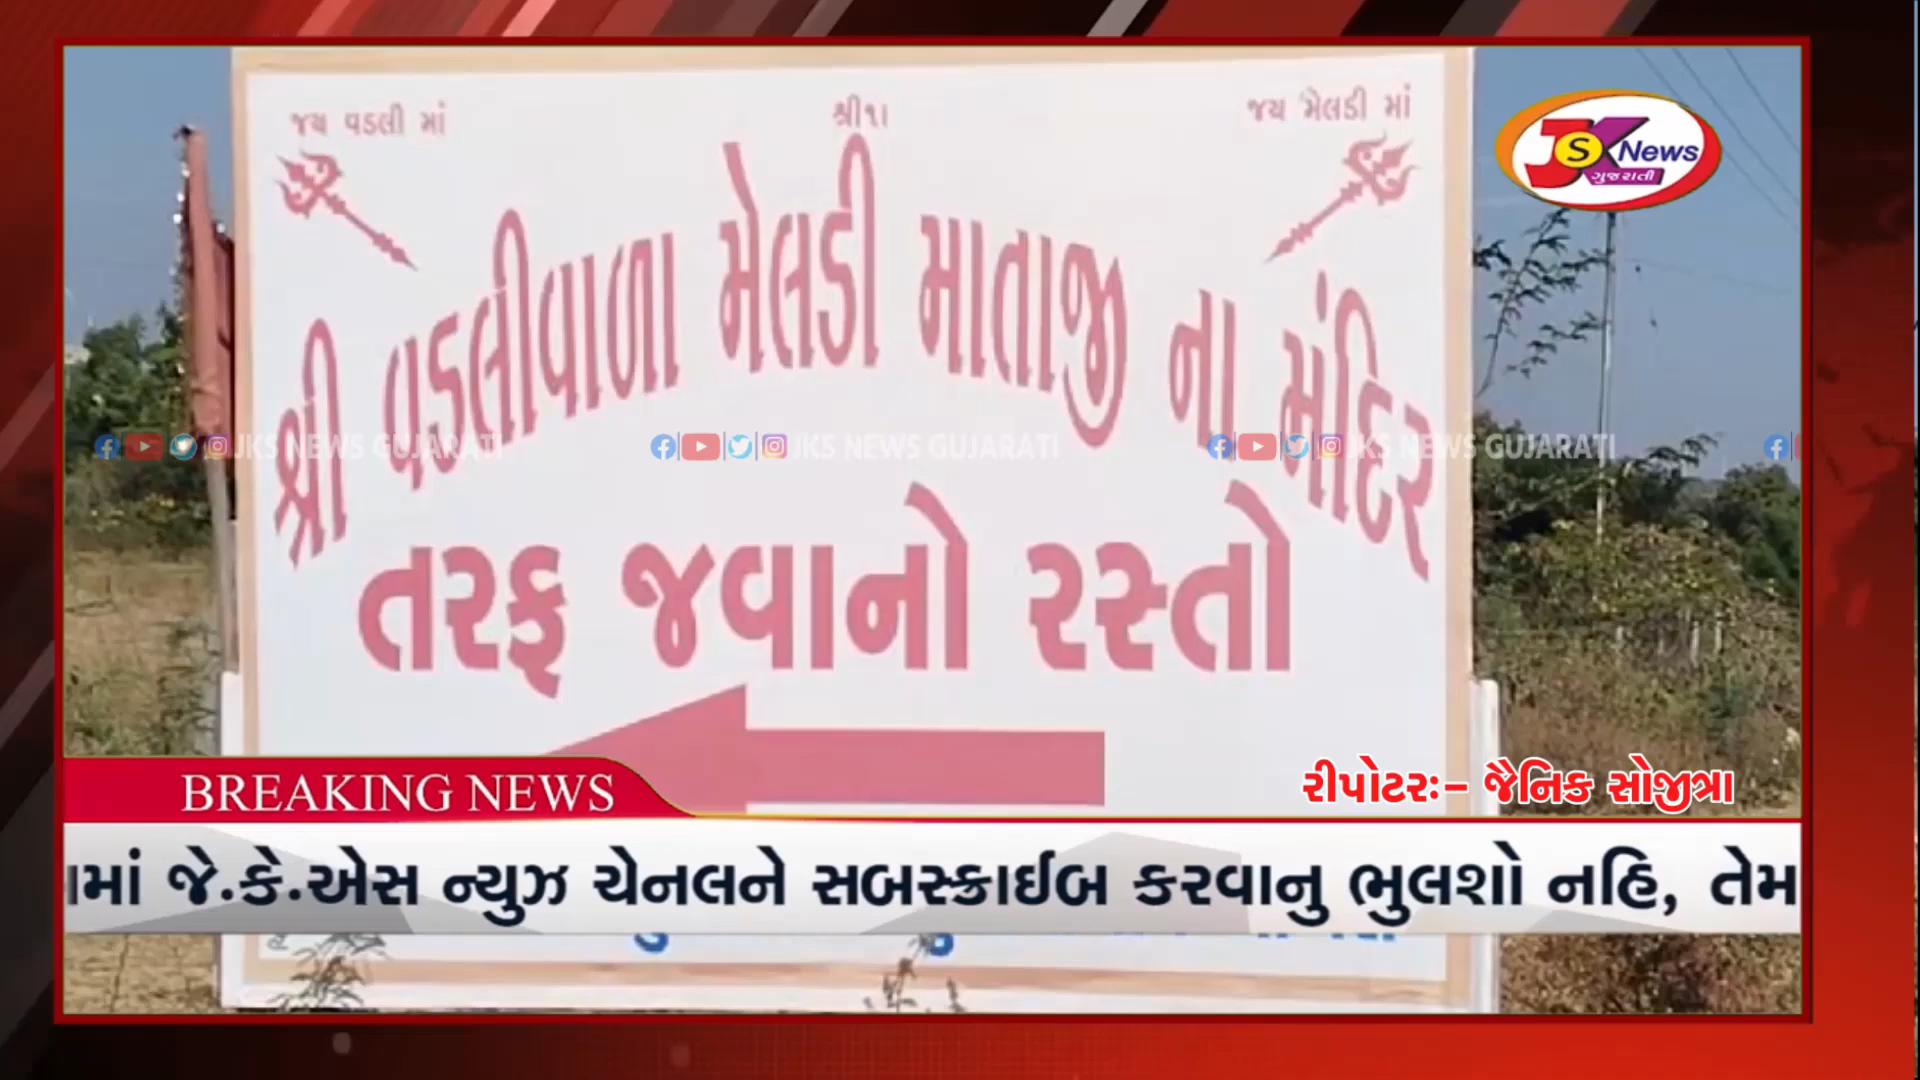 જય વડલી માં
શ્રી૧ા
જય મેલડી માં
JKS News
ગુજરાતી
શ્રી વડલીવાળા મેલડી માતાજી ના મંદિર
JKS NEWS GUJARATI
JKS NEWS GUJARATI
JKS NEWS GUJARATI
તરફ જવાનો રસ્તો
BREAKING NEWS
રીપોટરઃ- જૈનિક સોજીત્રા
જે.કે.એસ ન્યુઝ ચેનલને સબસ્ક્રાઈબ કરવાનુ ભુલશો નહિ, તેમ